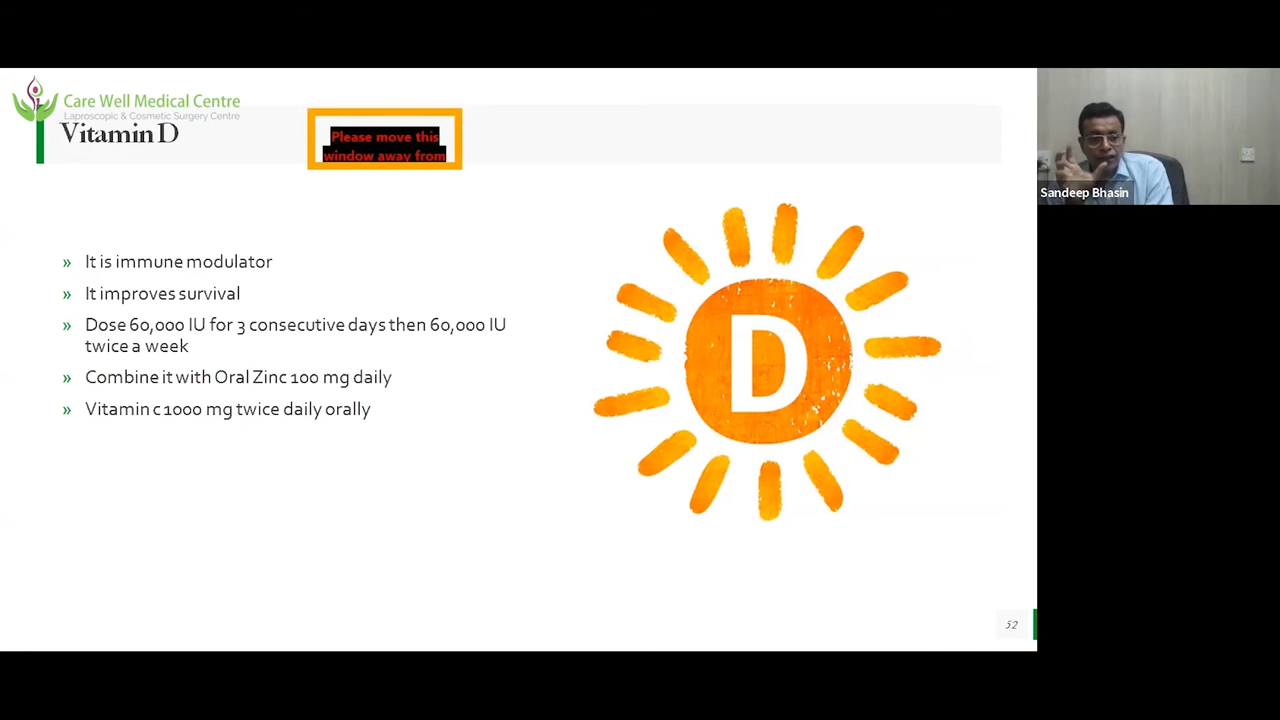 Care Well Medical Centre
Laproscopic & Cosmetic Surgery Centre
Vitamin D
Please move this
window away from
» It is immune modulator
» It improves survival
» Dose 60,000 IU for 3 consecutive days then 60,000 IU
twice a week
» Combine it with Oral Zinc 100 mg daily
» Vitamin c 1000 mg twice daily orally
D
52
Sandeep Bhasin